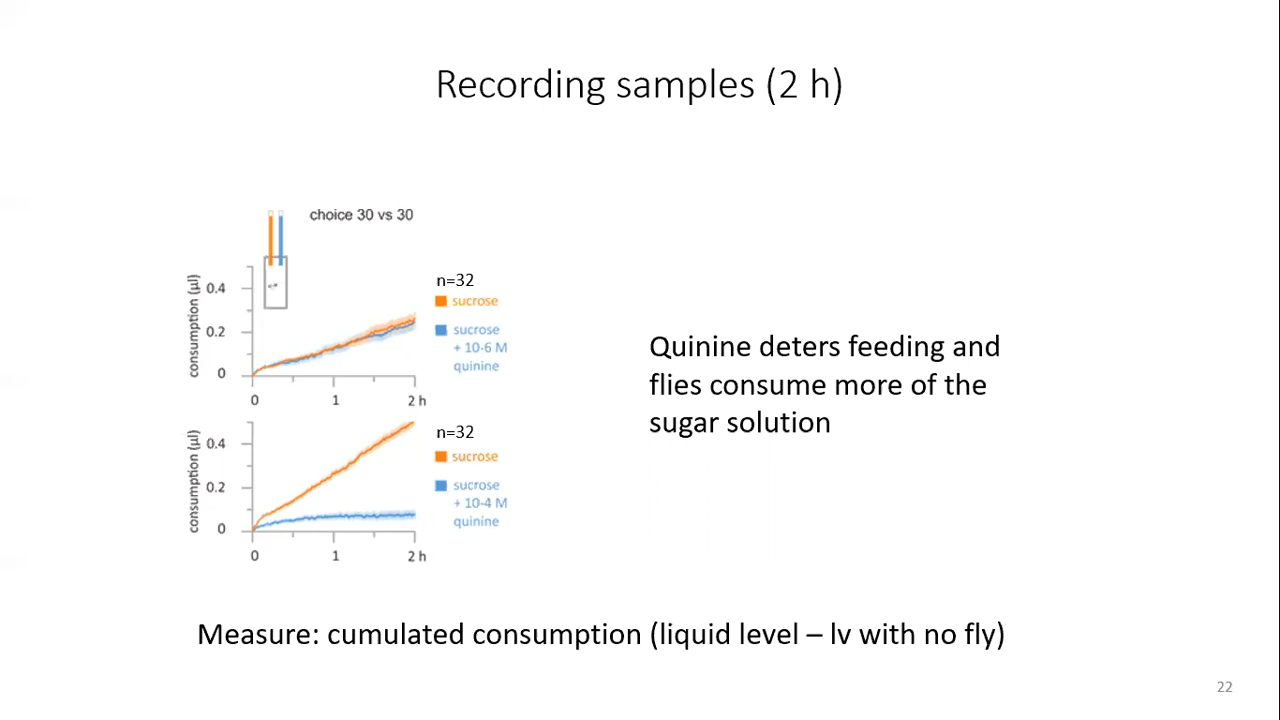 Recording samples (2 h)
choice 30 vs 30
consumption (µl)
0.4
0.2
0
0
1
2 h
n=32
sucrose
sucrose
+ 10-6 M
quinine
consumption (µl)
0.4
0.2
0
0
1
2 h
n=32
sucrose
sucrose
+ 10-4 M
quinine
Quinine deters feeding and
flies consume more of the
sugar solution
Measure: cumulated consumption (liquid level – lv with no fly)
22